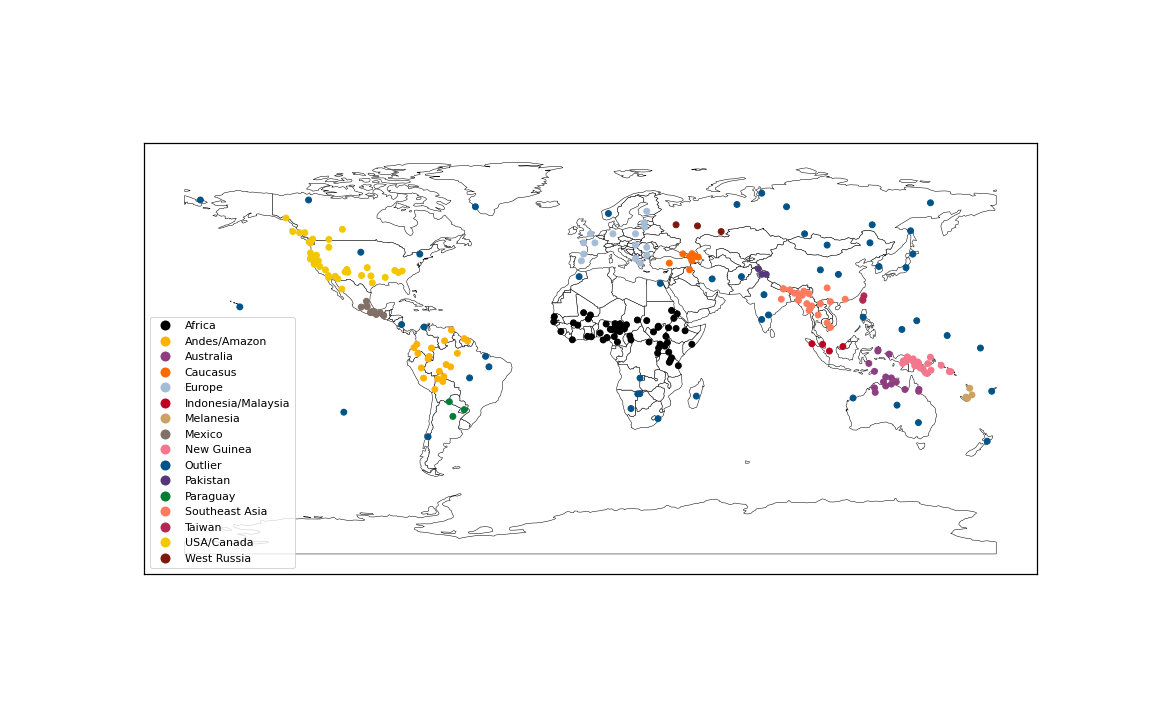 Africa
Andes/Amazon
Australia
Caucasus
Europe
Indonesia/Malaysia
Melanesia
Mexico
New Guinea
Outlier
Pakistan
Paraguay
Southeast Asia
Taiwan
USA/Canada
West Russia